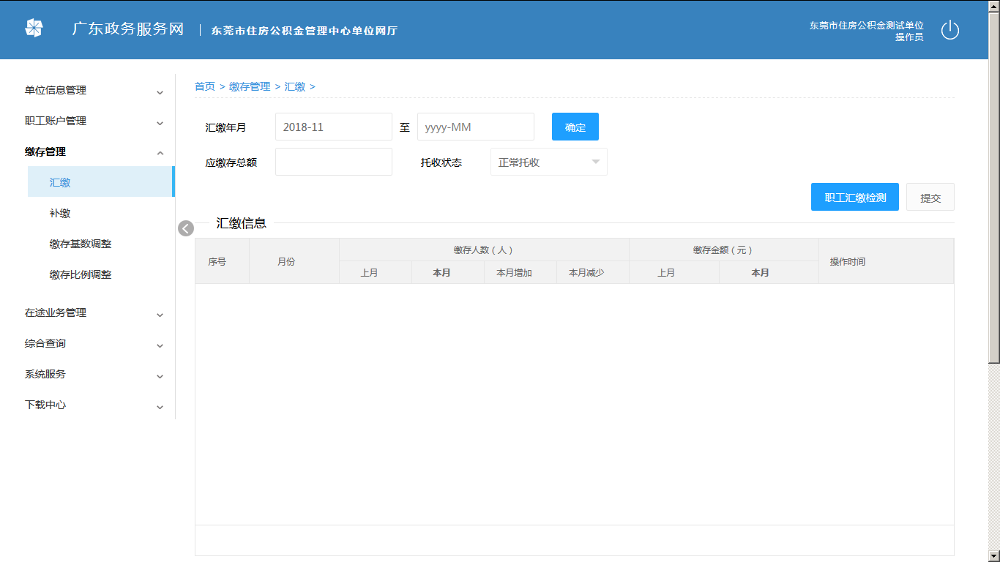 广东政务服务网 | 东莞市住房公积金管理中心单位网厅
东莞市住房公积金测试单位
操作员
单位信息管理
职工账户管理
缴存管理
汇缴
补缴
缴存基数调整
缴存比例调整
在途业务管理
综合查询
系统服务
下载中心
首页 > 缴存管理 > 汇缴 >
汇缴年月 2018-11 至 yyyy-MM 确定
应缴存总额 托收状态 正常托收
职工汇缴检测 提交
汇缴信息
序号 月份 缴存人数（人） 缴存金额（元） 操作时间
上月 本月 本月增加 本月减少 上月 本月